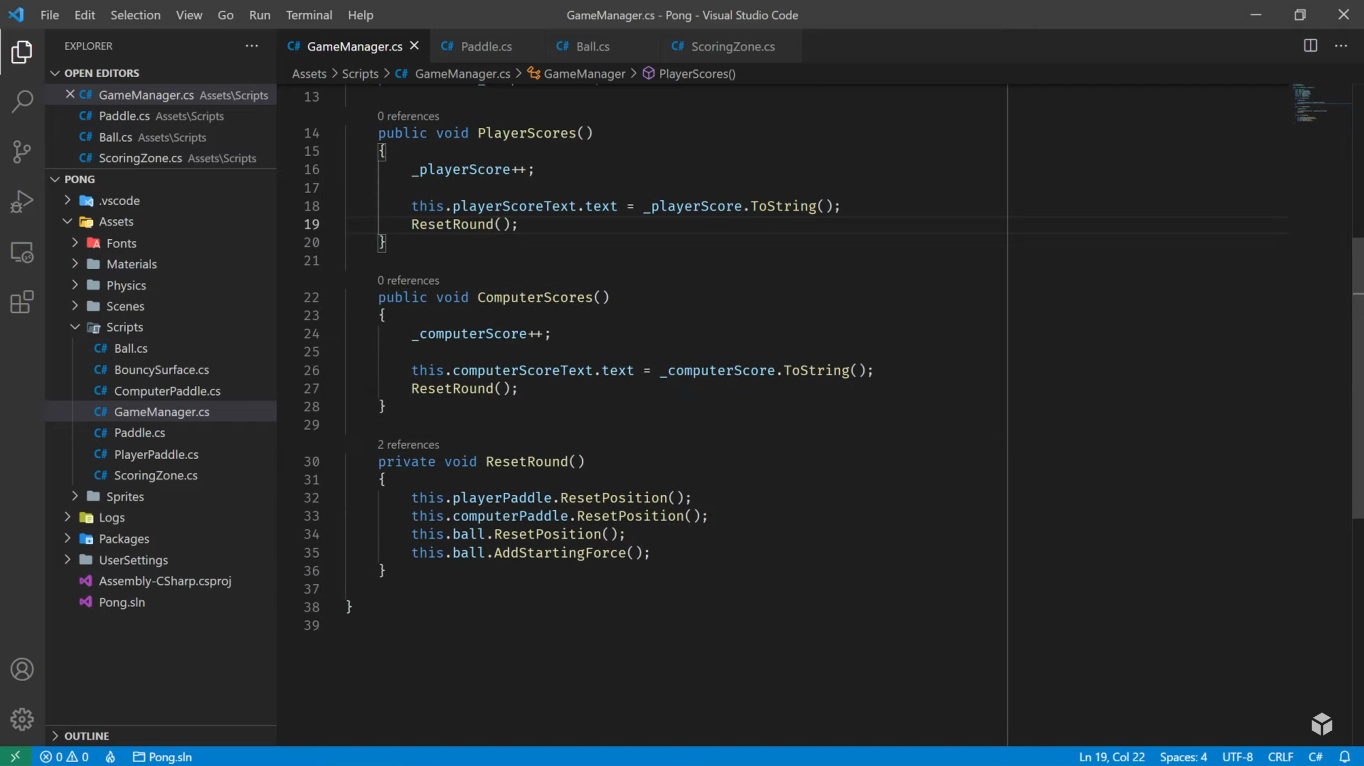 File Edit Selection View Go Run Terminal Help GameManager.cs - Pong - Visual Studio Code
EXPLORER
OPEN EDITORS
GameManager.cs Assets\Scripts
Paddle.cs Assets\Scripts
Ball.cs Assets\Scripts
ScoringZone.cs Assets\Scripts
PONG
.vscode
Assets
Fonts
Materials
Physics
Scenes
Scripts
Ball.cs
BouncySurface.cs
ComputerPaddle.cs
GameManager.cs
Paddle.cs
PlayerPaddle.cs
ScoringZone.cs
Sprites
Logs
Packages
UserSettings
Assembly-CSharp.csproj
Pong.sln
OUTLINE
C# GameManager.cs C# Paddle.cs C# Ball.cs C# ScoringZone.cs
Assets > Scripts > C# GameManager.cs > GameManager > PlayerScores()
13
0 references
14 public void PlayerScores()
15 {
16 _playerScore++;
17
18 this.playerScoreText.text = _playerScore.ToString();
19 ResetRound();
20 }
21
0 references
22 public void ComputerScores()
23 {
24 _computerScore++;
25
26 this.computerScoreText.text = _computerScore.ToString();
27 ResetRound();
28 }
29
2 references
30 private void ResetRound()
31 {
32 this.playerPaddle.ResetPosition();
33 this.computerPaddle.ResetPosition();
34 this.ball.ResetPosition();
35 this.ball.AddStartingForce();
36 }
37
38 }
39
0 0 Pong.sln Ln 19, Col 22 Spaces: 4 UTF-8 CRLF C#